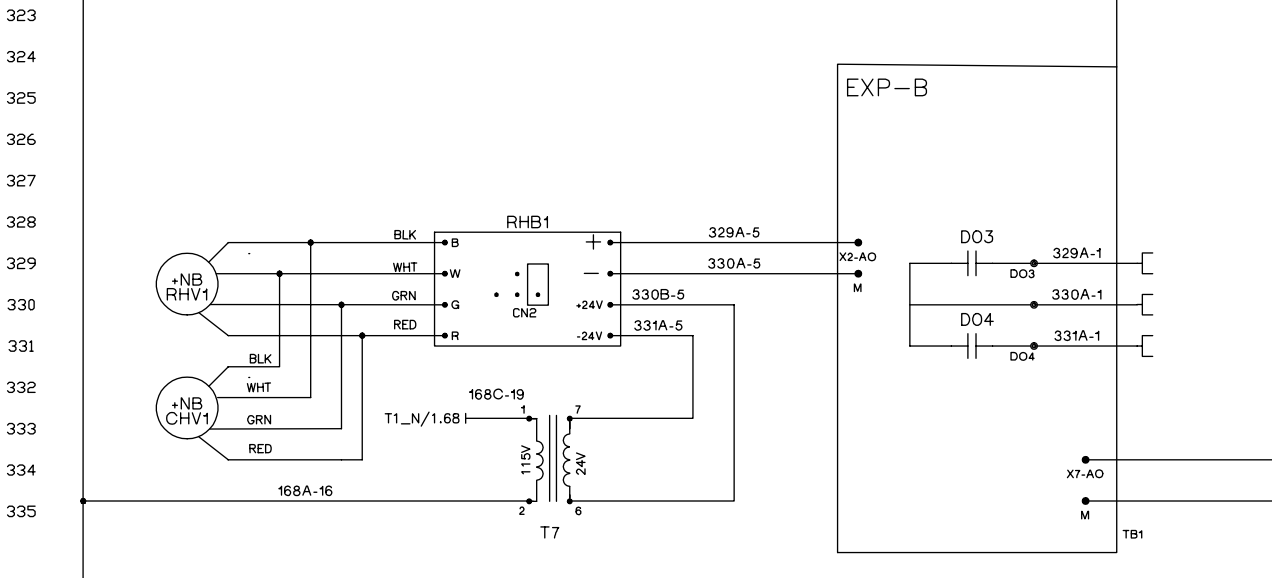 323
324
EXP-B
325
326
327
328
RHB1
BLK
B
+
329A-5
DO3
WHT
W
—
330A-5
X2-AO
329A-1
329
+NB
RHV1
M
DO3
GRN
G
CN2
+24V
330B-5
330A-1
330
RED
R
-24V
331A-5
DO4
331A-1
331
DO4
BLK
332
WHT
+NB
CHV1
168C-19
T1_N/1.68
1
7
GRN
333
RED
115V
24V
334
X7-AO
168A-16
335
2
6
M
T7
TB1